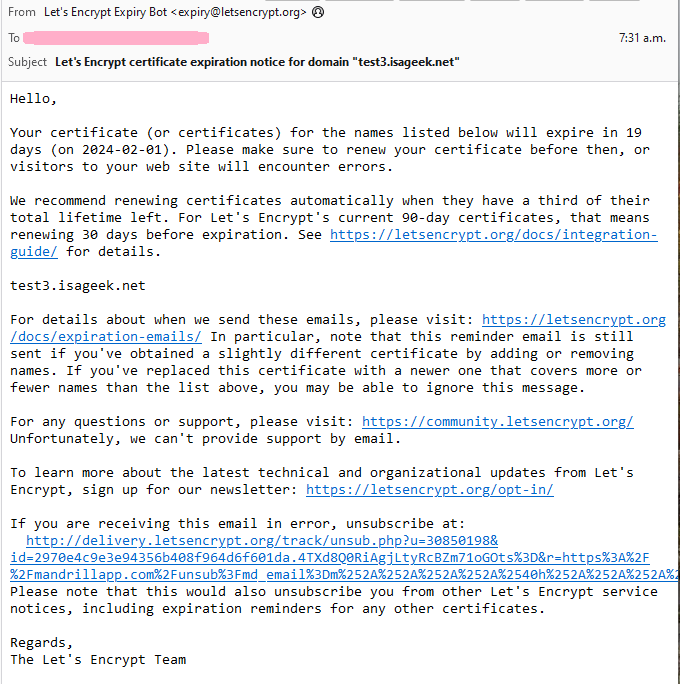 From Let's Encrypt Expiry Bot <expiry@letsencrypt.org>
To
7:31 a.m.
Subject Let's Encrypt certificate expiration notice for domain "test3.isageek.net"
Hello,
Your certificate (or certificates) for the names listed below will expire in 19
days (on 2024-02-01). Please make sure to renew your certificate before then, or
visitors to your web site will encounter errors.
We recommend renewing certificates automatically when they have a third of their
total lifetime left. For Let's Encrypt's current 90-day certificates, that means
renewing 30 days before expiration. See https://letsencrypt.org/docs/integration-
guide/ for details.
test3.isageek.net
For details about when we send these emails, please visit: https://letsencrypt.org
/docs/expiration-emails/ In particular, note that this reminder email is still
sent if you've obtained a slightly different certificate by adding or removing
names. If you've replaced this certificate with a newer one that covers more or
fewer names than the list above, you may be able to ignore this message.
For any questions or support, please visit: https://community.letsencrypt.org/
Unfortunately, we can't provide support by email.
To learn more about the latest technical and organizational updates from Let's
Encrypt, sign up for our newsletter: https://letsencrypt.org/opt-in/
If you are receiving this email in error, unsubscribe at:
http://delivery.letsencrypt.org/track/unsub.php?u=30850198&
id=2970e4c9e3e94356b408f964d6f601da.4TXd8Q0RiAgjLtyRcBZm71oGOts%3D&r=https%3A%2F
%2Fmandrillapp.com%2Funsub%3Fmd_email%3Dm%252A%252A%252A%252A%2540h%252A%252A%252A%2
Please note that this would also unsubscribe you from other Let's Encrypt service
notices, including expiration reminders for any other certificates.
Regards,
The Let's Encrypt Team